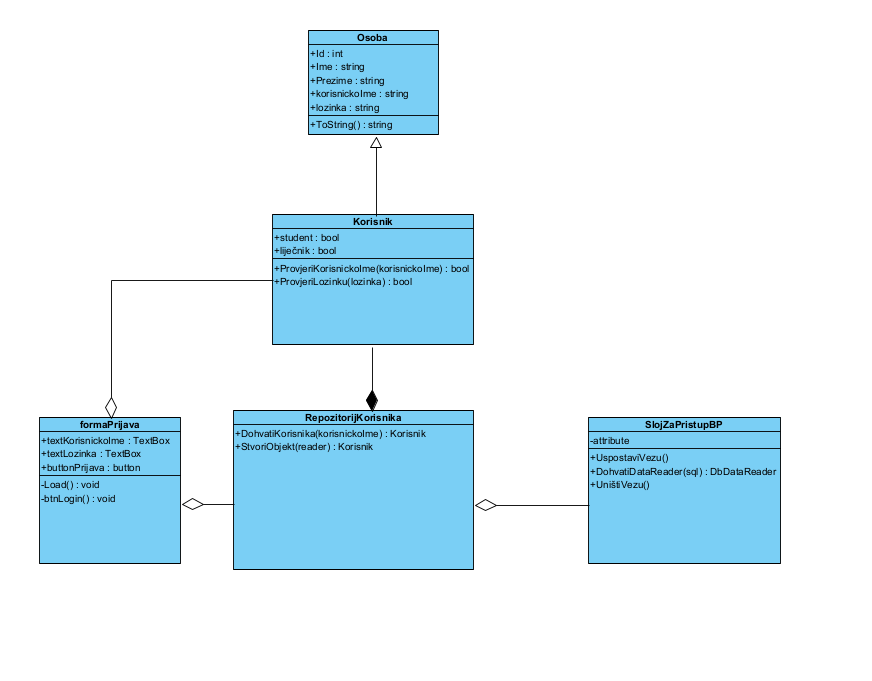 Osoba
+Id : int
+Ime : string
+Prezime : string
+korisnickoIme : string
+lozinka : string
+ToString() : string
Korisnik
+student : bool
+liječnik : bool
+ProvjeriKorisnickoIme(korisnickoIme) : bool
+ProvjeriLozinku(lozinka) : bool
formaPrijava
+textKorisnickoIme : TextBox
+textLozinka : TextBox
+buttonPrijava : button
-Load() : void
-btnLogin() : void
RepozitorijKorisnika
+DohvatiKorisnika(korisnickoIme) : Korisnik
+StvoriObjekt(reader) : Korisnik
SlojZaPristupBP
-attribute
+UspostaviVezu()
+DohvatiDataReader(sql) : DbDataReader
+UništiVezu()